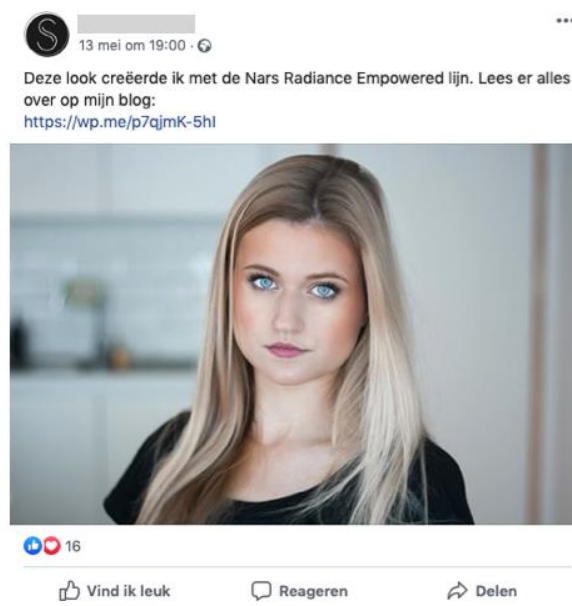 S
13 mei om 19:00 ·
Deze look creëerde ik met de Nars Radiance Empowered lijn. Lees er alles
over op mijn blog:
https://wp.me/p7qjmK-5hI
16
Vind ik leuk
Reageren
Delen